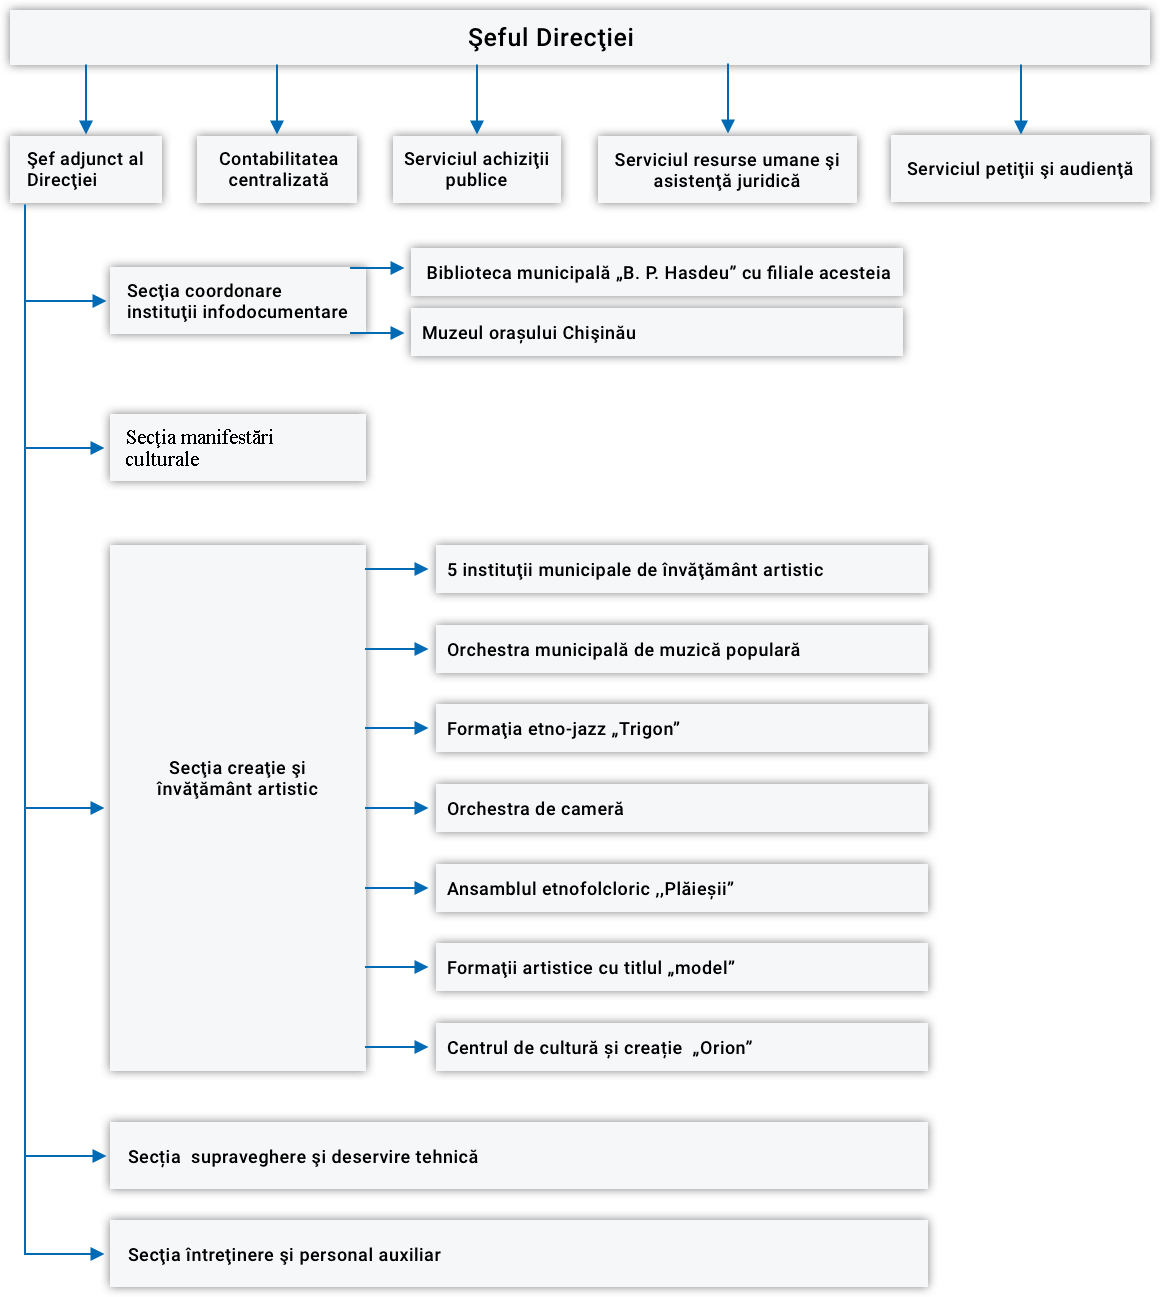 Şeful Direcţiei
Şef adjunct al
Direcţiei
Contabilitatea
centralizată
Serviciul achiziţii
publice
Serviciul resurse umane şi
asistenţă juridică
Serviciul petiţii şi audienţă
Secţia coordonare
instituţii infodocumentare
Biblioteca municipală „B. P. Hasdeu” cu filiale acesteia
Muzeul orașului Chişinău
Secţia manifestări
culturale
Secţia creaţie şi
învăţământ artistic
5 instituţii municipale de învăţământ artistic
Orchestra municipală de muzică populară
Formaţia etno-jazz „Trigon”
Orchestra de cameră
Ansamblul etnofolcloric ,,Plăieșii”
Formaţii artistice cu titlul „model”
Centrul de cultură și creație  „Orion”
Secția  supraveghere şi deservire tehnică
Secţia întreţinere şi personal auxiliar